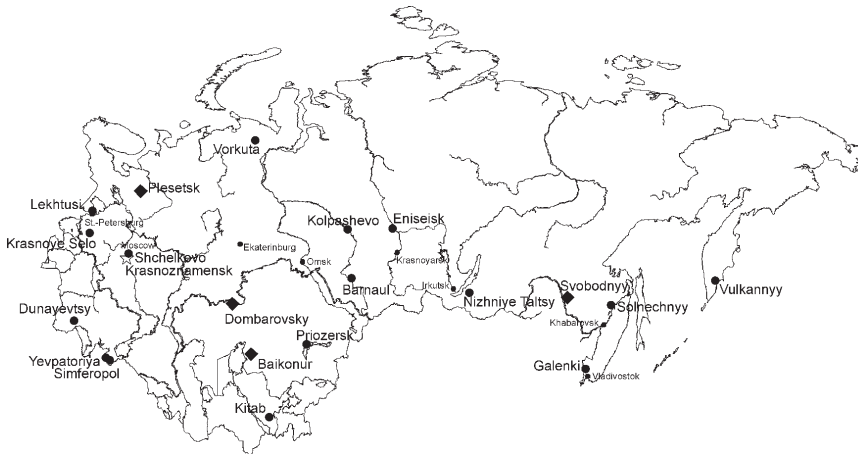 Vorkuta
Plesetsk
Lekhtusi
St.-Petersburg
Krasnoye Selo
Moscow
Shchelkovo
Krasnoznamensk
Ekaterinburg
Kolpashevo
Eniseisk
Omsk
Krasnoyarsk
Barnaul
Irkutsk
Nizhniye Taltsy
Svobodnyy
Solnechnyy
Khabarovsk
Vulkannyy
Dunayevtsy
Dombarovsky
Priozersk
Yevpatoriya
Simferopol
Baikonur
Galenki
Vladivostok
Kitab